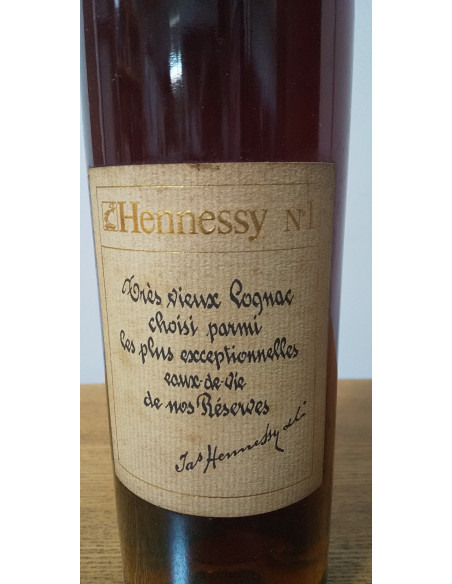 Hennessy Nº1
Très vieux Cognac
choisi parmi
les plus exceptionnelles
eaux-de-vie
de nos Réserves
Jas Hennessy